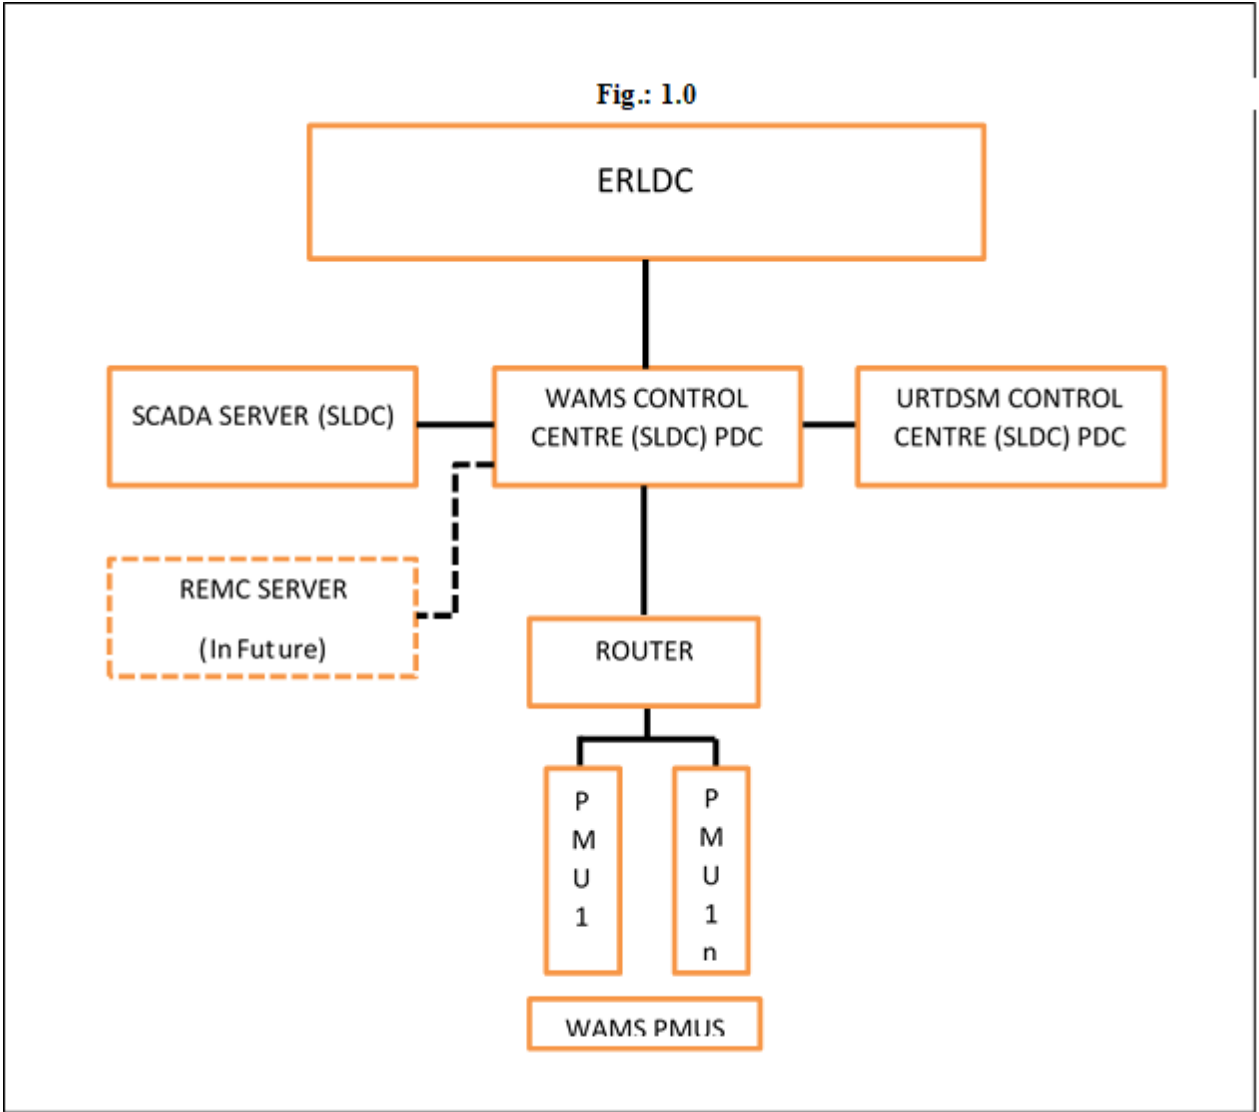 Fig.: 1.0
ERLDC
SCADA SERVER (SLDC)
WAMS CONTROL
CENTRE (SLDC) PDC
URTDSM CONTROL
CENTRE (SLDC) PDC
REMC SERVER
(In Future)
ROUTER
P
M
U
1
P
M
U
1
n
WAMS PMUS